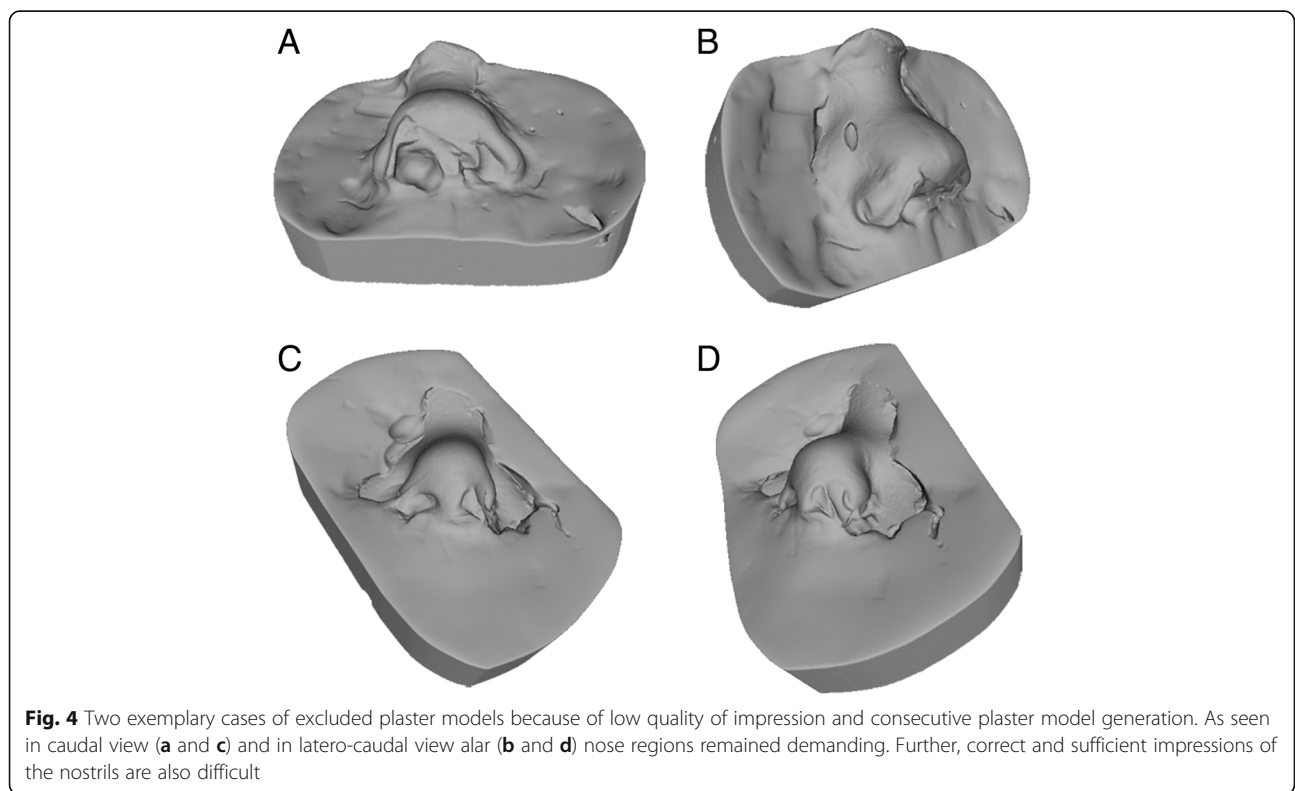 A
B
C
D
Fig. 4 Two exemplary cases of excluded plaster models because of low quality of impression and consecutive plaster model generation. As seen
in caudal view (a and c) and in latero-caudal view alar (b and d) nose regions remained demanding. Further, correct and sufficient impressions of
the nostrils are also difficult